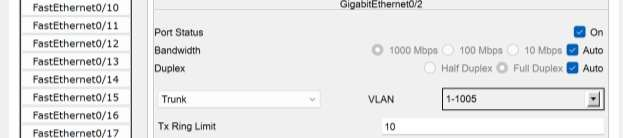 FastEthernet0/10
FastEthernet0/11
FastEthernet0/12
FastEthernet0/13
FastEthernet0/14
FastEthernet0/15
FastEthernet0/16
FastEthernet0/17
GigabitEthernet0/2
Port Status On
Bandwidth 1000 Mbps 100 Mbps 10 Mbps Auto
Duplex Half Duplex Full Duplex Auto
Trunk VLAN 1-1005
Tx Ring Limit 10